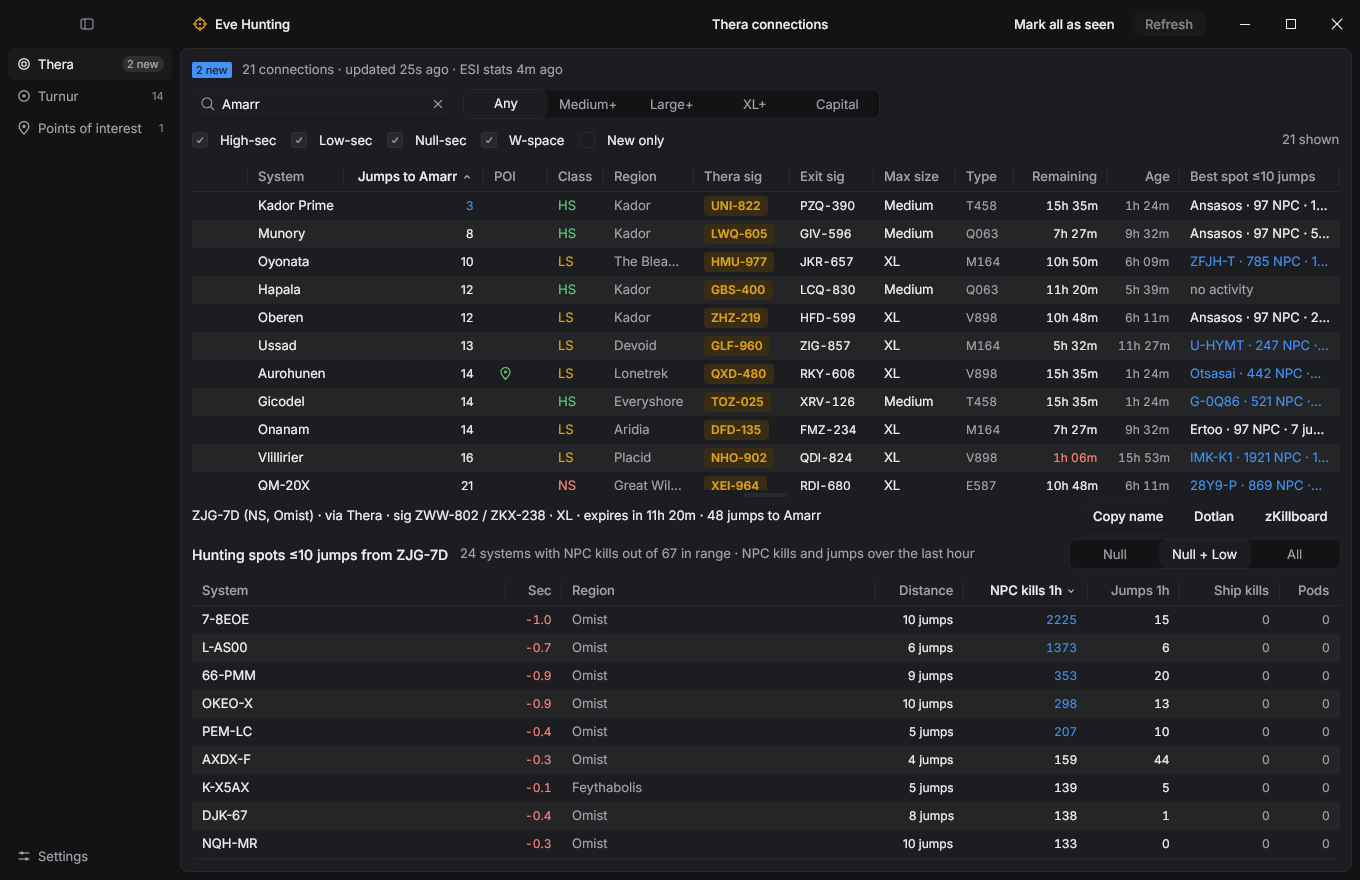 Eve Hunting Thera connections Mark all as seen Refresh
Thera 2 new
Turnur 14
Points of interest 1
Settings
2 new 21 connections · updated 25s ago · ESI stats 4m ago
Amarr Any Medium+ Large+ XL+ Capital
High-sec Low-sec Null-sec W-space New only 21 shown
System Jumps to Amarr POI Class Region Thera sig Exit sig Max size Type Remaining Age Best spot ≤10 jumps
Kador Prime 3 HS Kador UNI-822 PZQ-390 Medium T458 15h 35m 1h 24m Ansasos · 97 NPC · 1...
Munory 8 HS Kador LWQ-605 GIV-596 Medium Q063 7h 27m 9h 32m Ansasos · 97 NPC · 5...
Oyonata 10 LS The Blea... HMU-977 JKR-657 XL M164 10h 50m 6h 09m ZFJH-T · 785 NPC · 1...
Hapala 12 HS Kador GBS-400 LCQ-830 Medium Q063 11h 20m 5h 39m no activity
Oberen 12 LS Kador ZHZ-219 HFD-599 XL V898 10h 48m 6h 11m Ansasos · 97 NPC · 2...
Ussad 13 LS Devoid GLF-960 ZIG-857 XL M164 5h 32m 11h 27m U-HYMT · 247 NPC ·...
Aurohunen 14 LS Lonetrek QXD-480 RKY-606 XL V898 15h 35m 1h 24m Otsasai · 442 NPC ·...
Gicodel 14 HS Everyshore TOZ-025 XRV-126 Medium T458 15h 35m 1h 24m G-0Q86 · 521 NPC ·...
Onanam 14 LS Aridia DFD-135 FMZ-234 XL M164 7h 27m 9h 32m Ertoo · 97 NPC · 7 ju...
Vlillirier 16 LS Placid NHO-902 QDI-824 XL V898 1h 06m 15h 53m IMK-K1 · 1921 NPC · 1...
QM-20X 21 NS Great Wil... XEI-964 RDI-680 XL E587 10h 48m 6h 11m 28Y9-P · 869 NPC ·...
ZJG-7D (NS, Omist) · via Thera · sig ZWW-802 / ZKX-238 · XL · expires in 11h 20m · 48 jumps to Amarr Copy name Dotlan zKillboard
Hunting spots ≤10 jumps from ZJG-7D 24 systems with NPC kills out of 67 in range · NPC kills and jumps over the last hour Null Null + Low All
System Sec Region Distance NPC kills 1h Jumps 1h Ship kills Pods
7-8EOE -1.0 Omist 10 jumps 2225 15 0 0
L-AS00 -0.7 Omist 6 jumps 1373 6 0 0
66-PMM -0.9 Omist 9 jumps 353 20 0 0
OKEO-X -0.9 Omist 10 jumps 298 13 0 0
PEM-LC -0.4 Omist 5 jumps 207 10 0 0
AXDX-F -0.3 Omist 4 jumps 159 44 0 0
K-X5AX -0.1 Feythabolis 5 jumps 139 5 0 0
DJK-67 -0.4 Omist 8 jumps 138 1 0 0
NQH-MR -0.3 Omist 10 jumps 133 0 0 0